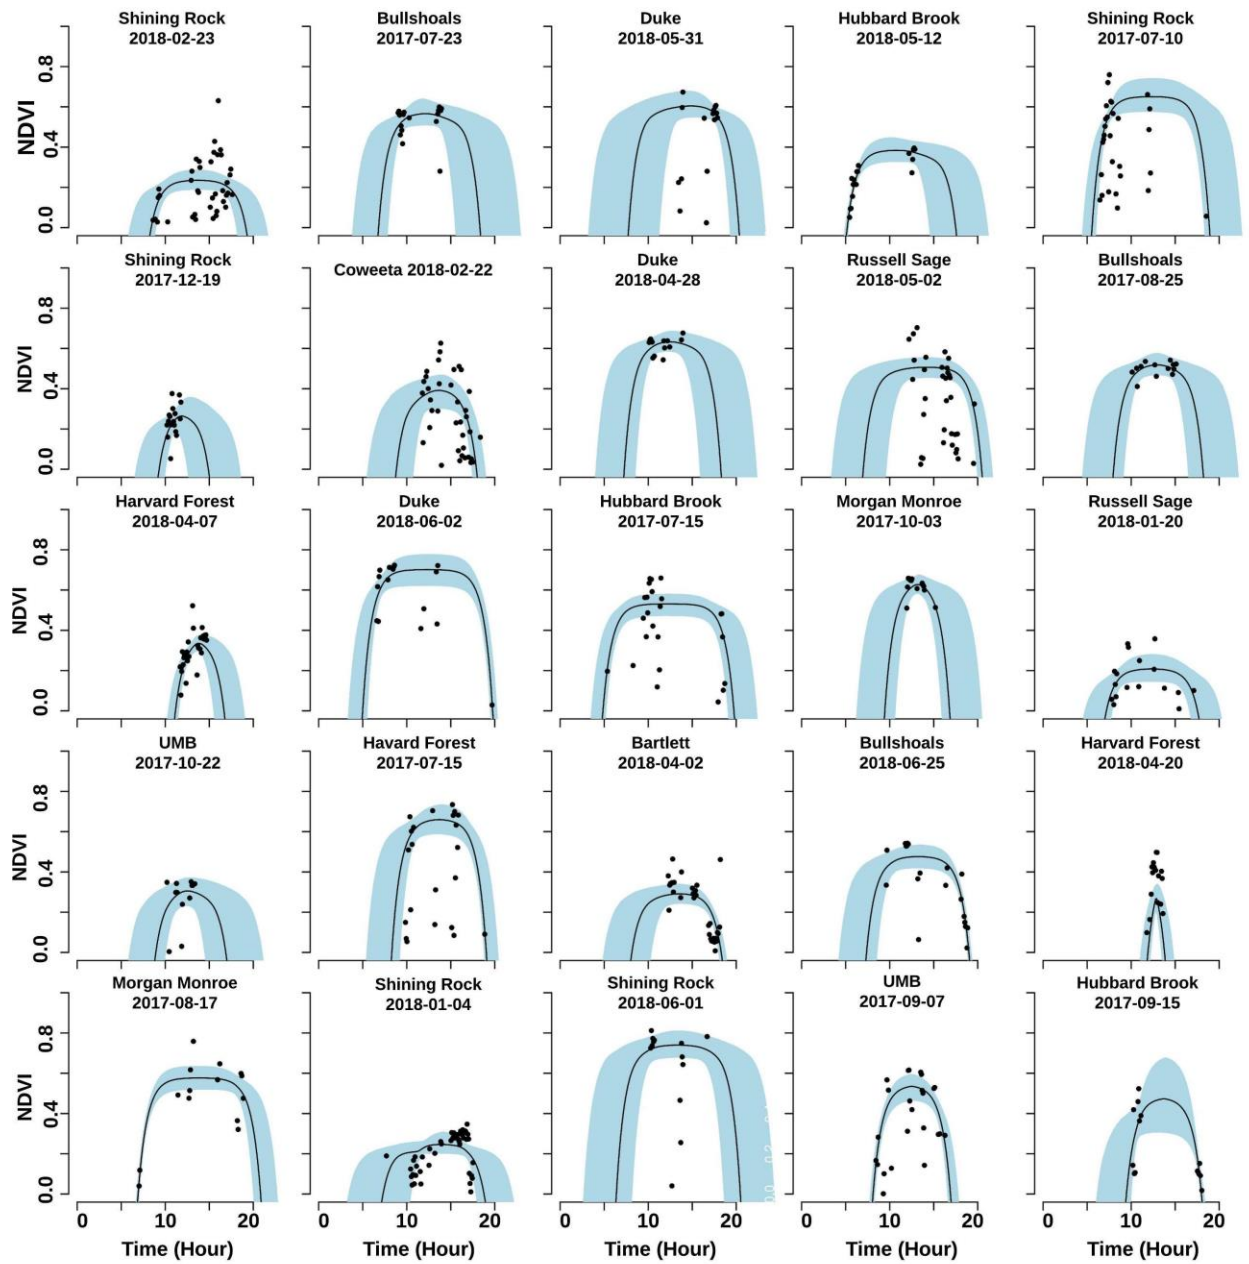 Shining Rock
2018-02-23
Bullshoals
2017-07-23
Duke
2018-05-31
Hubbard Brook
2018-05-12
Shining Rock
2017-07-10
NDVI
0.8
0.4
0.0
Shining Rock
2017-12-19
Coweeta 2018-02-22
Duke
2018-04-28
Russell Sage
2018-05-02
Bullshoals
2017-08-25
NDVI
0.8
0.4
0.0
Harvard Forest
2018-04-07
Duke
2018-06-02
Hubbard Brook
2017-07-15
Morgan Monroe
2017-10-03
Russell Sage
2018-01-20
NDVI
0.8
0.4
0.0
UMB
2017-10-22
Havard Forest
2017-07-15
Bartlett
2018-04-02
Bullshoals
2018-06-25
Harvard Forest
2018-04-20
NDVI
0.8
0.4
0.0
Morgan Monroe
2017-08-17
Shining Rock
2018-01-04
Shining Rock
2018-06-01
UMB
2017-09-07
Hubbard Brook
2017-09-15
NDVI
0.8
0.4
0.0
0 10 20
0 10 20
0 10 20
0 10 20
0 10 20
Time (Hour)
Time (Hour)
Time (Hour)
Time (Hour)
Time (Hour)